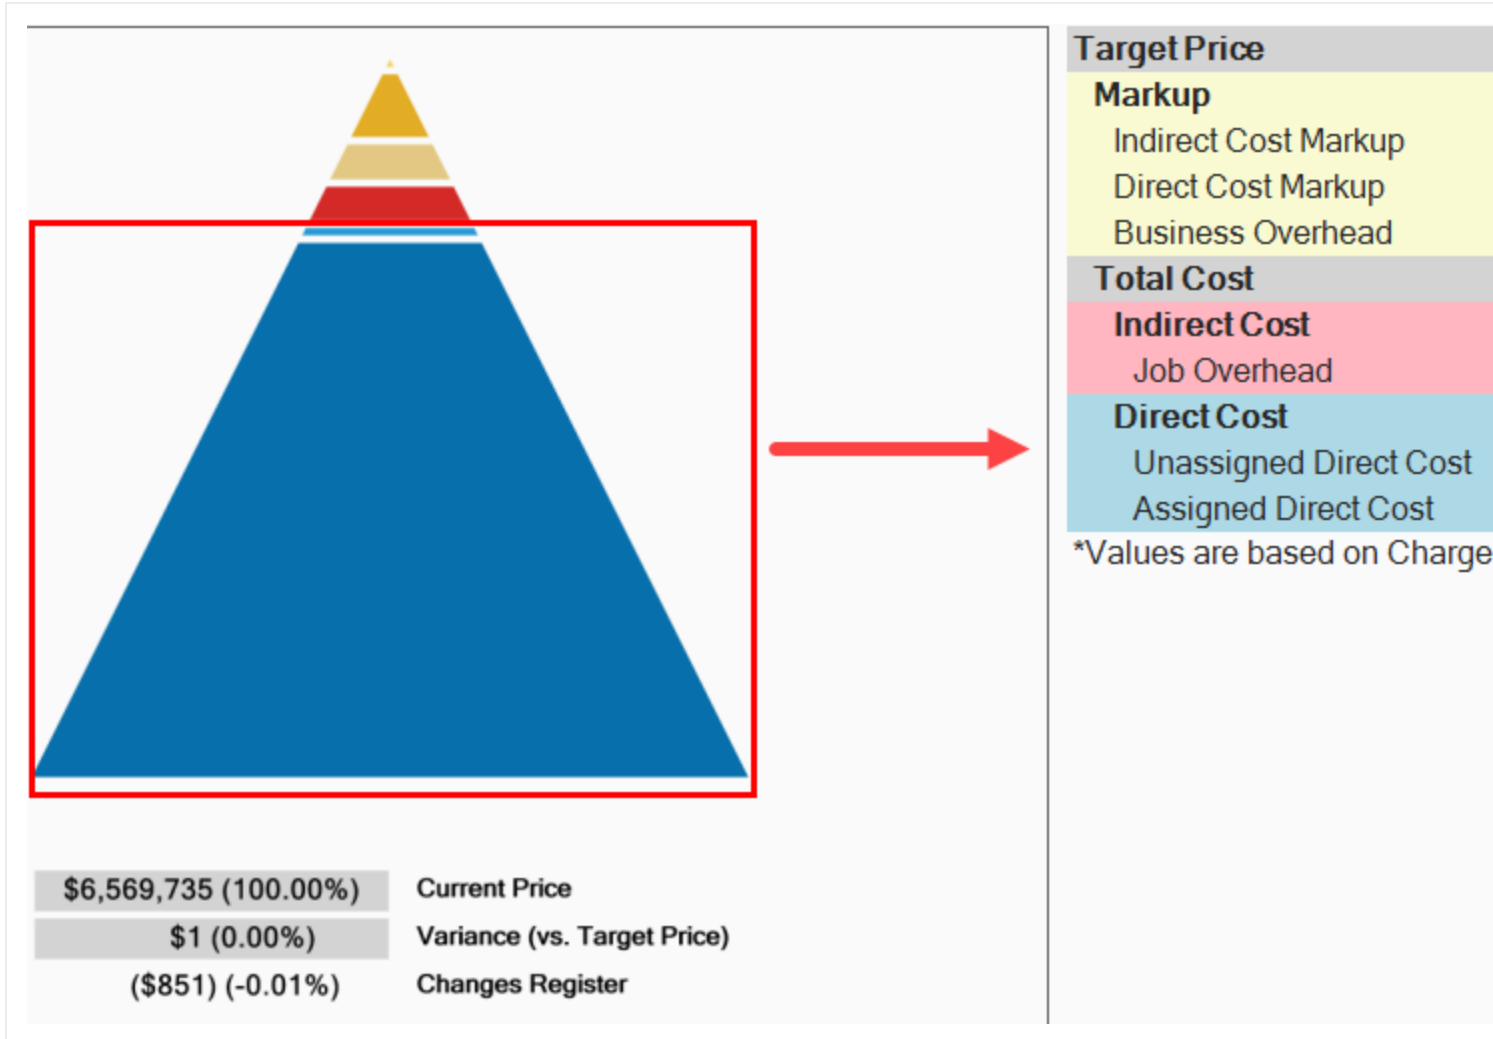 Target Price
Markup
Indirect Cost Markup
Direct Cost Markup
Business Overhead
Total Cost
Indirect Cost
Job Overhead
Direct Cost
Unassigned Direct Cost
Assigned Direct Cost
*Values are based on Charge
$6,569,735 (100.00%) Current Price
$1 (0.00%) Variance (vs. Target Price)
($851) (-0.01%) Changes Register